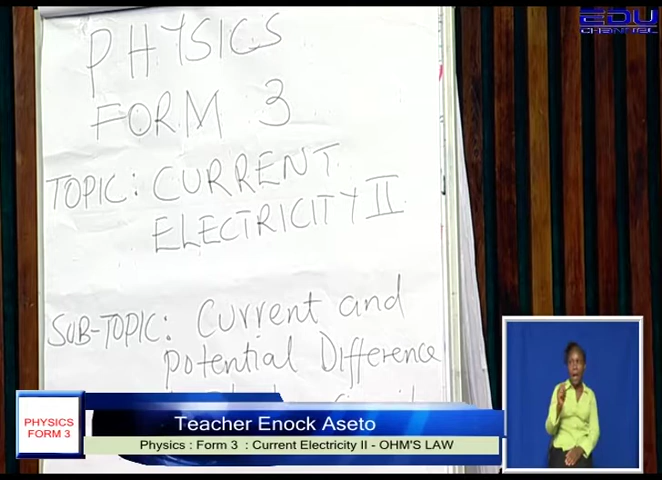 EDU
CHANNEL
PHYSICS
FORM 3
TOPIC: CURRENT
ELECTRICITY II
SUB-TOPIC: Current and
Potential Difference
PHYSICS
FORM 3
Teacher Enock Aseto
Physics : Form 3 : Current Electricity II - OHM'S LAW